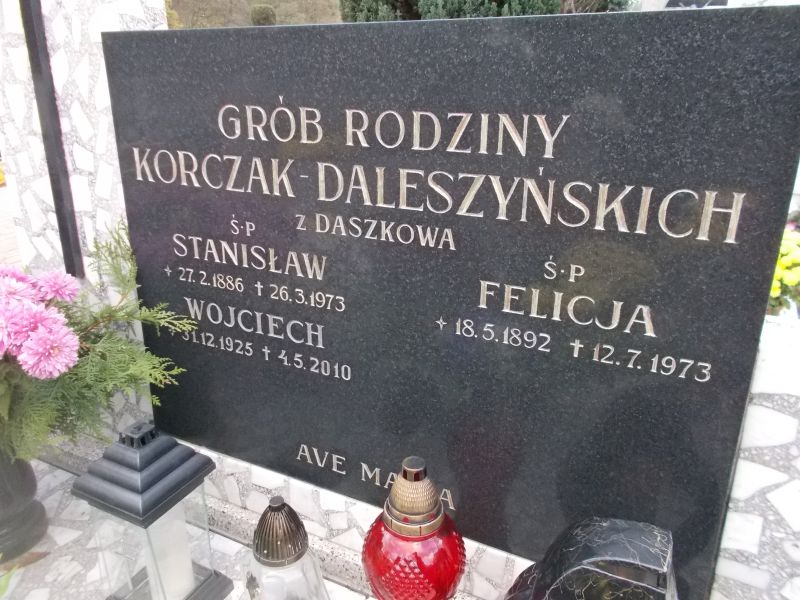 GRÓB RODZINY
KORCZAK-DALESZYŃSKICH
Z DASZKOWA
Ś.P
STANISŁAW
27.2.1886 † 26.3.1973
WOJCIECH
31.12.1925 † 4.5.2010
Ś.P
FELICJA
18.5.1892 † 12.7.1973
AVE